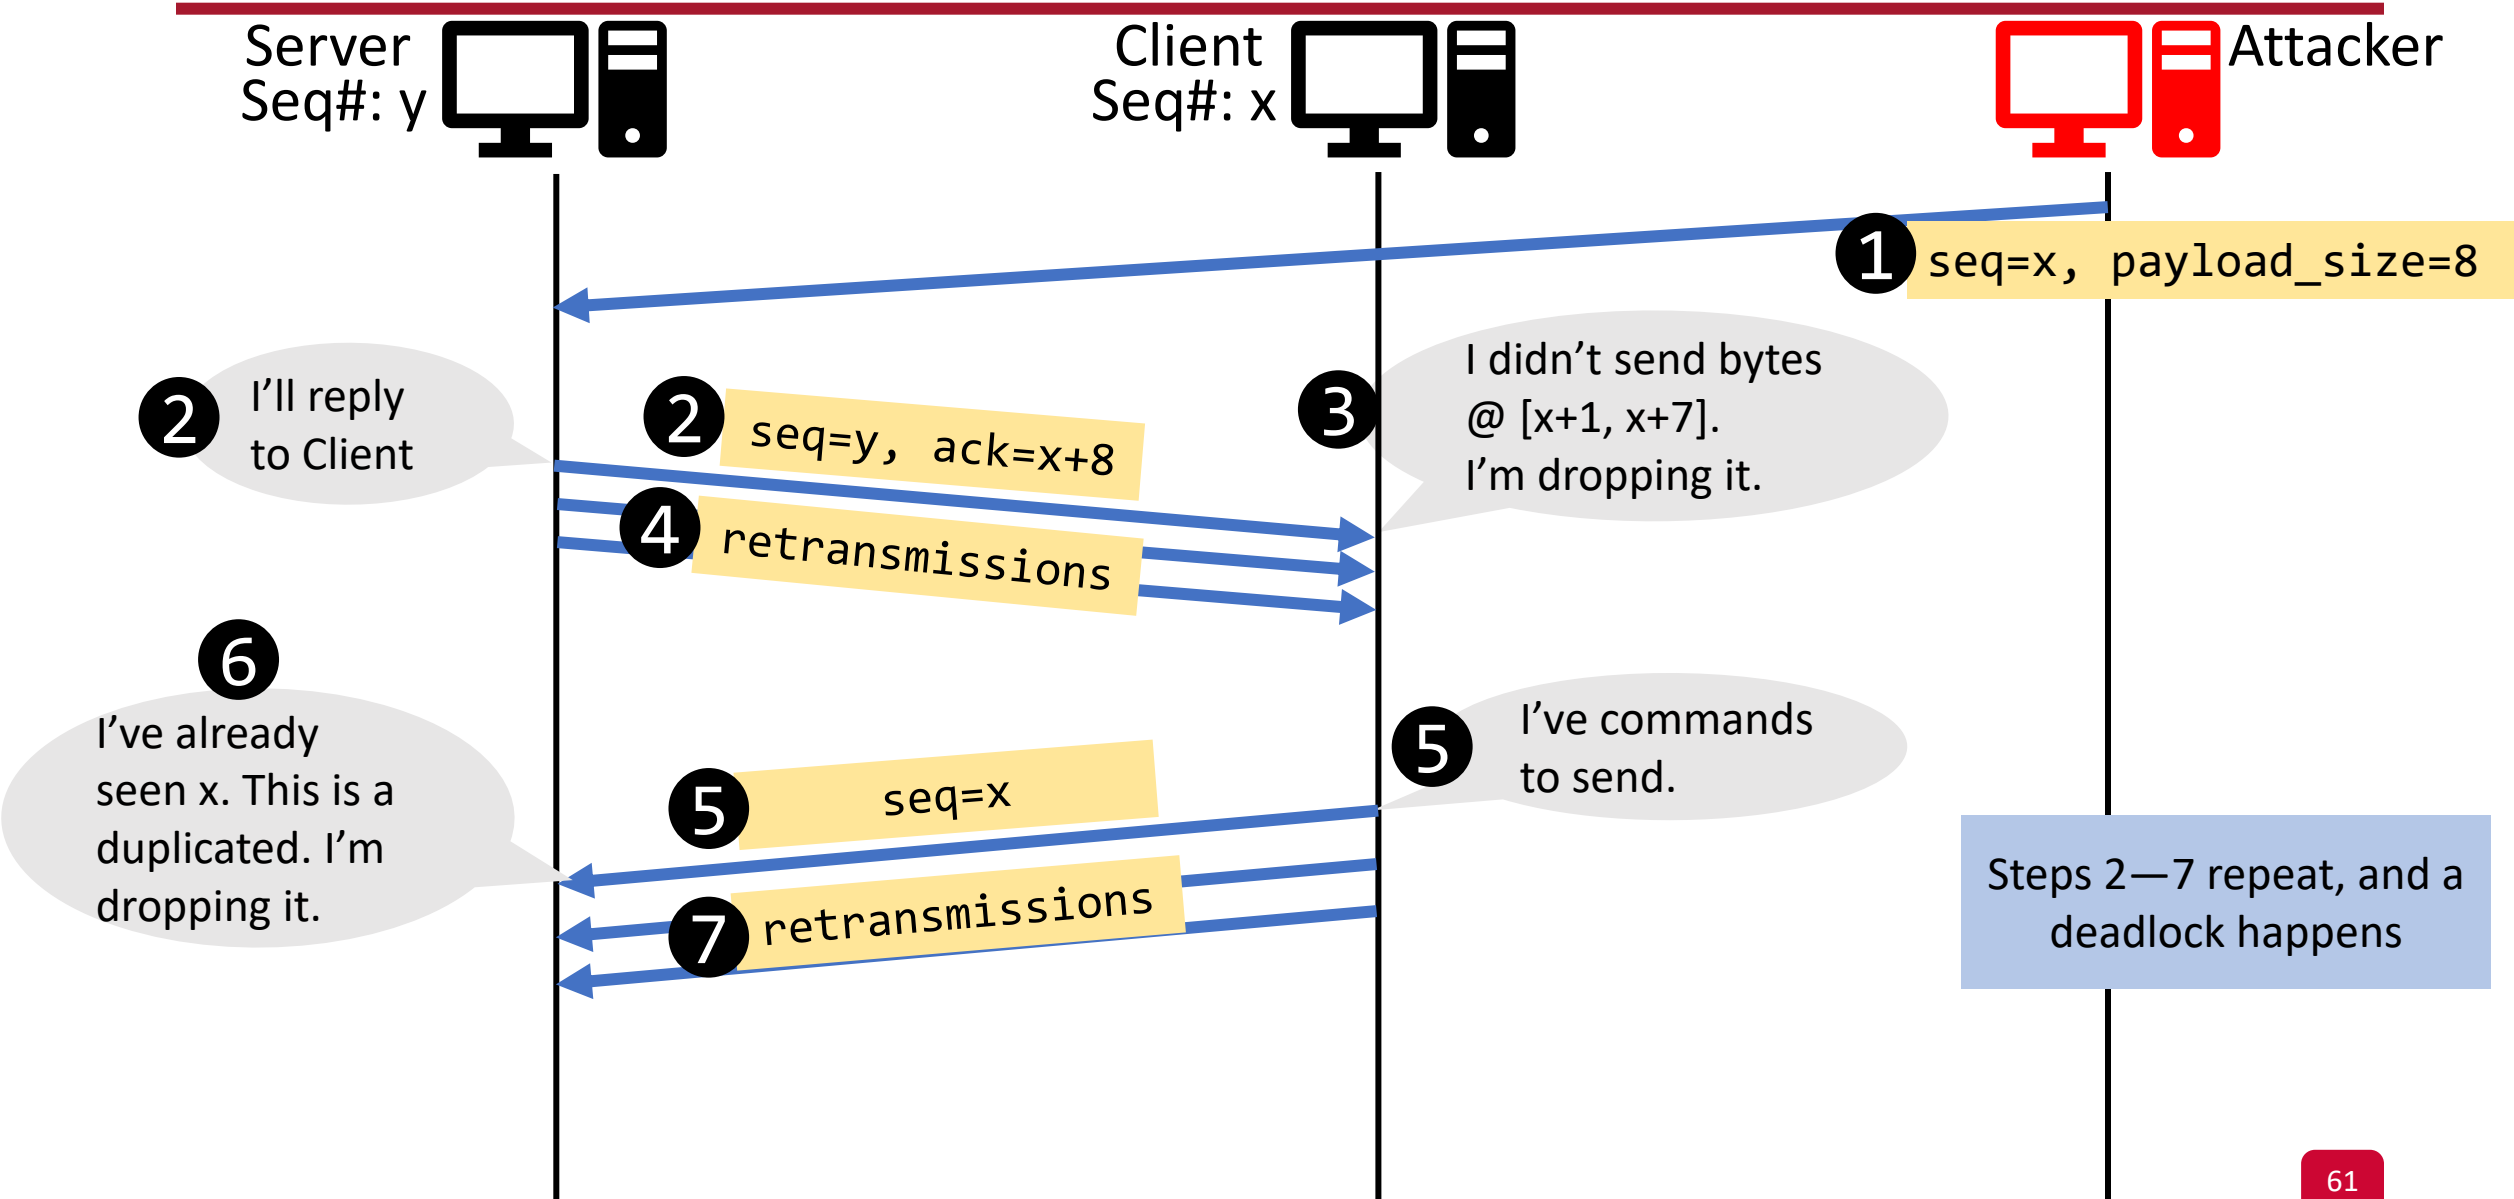 Server
Seq#: y
Client
Seq#: x
Attacker
1
seq=x, payload_size=8
2
I'll reply
to Client
2
seq=y, ack=x+8
3
I didn't send bytes
@ [x+1, x+7].
I'm dropping it.
4
retransmissions
5
I've commands
to send.
5
seq=x
6
I've already
seen x. This is a
duplicated. I'm
dropping it.
7
retransmissions
Steps 2—7 repeat, and a
deadlock happens
61